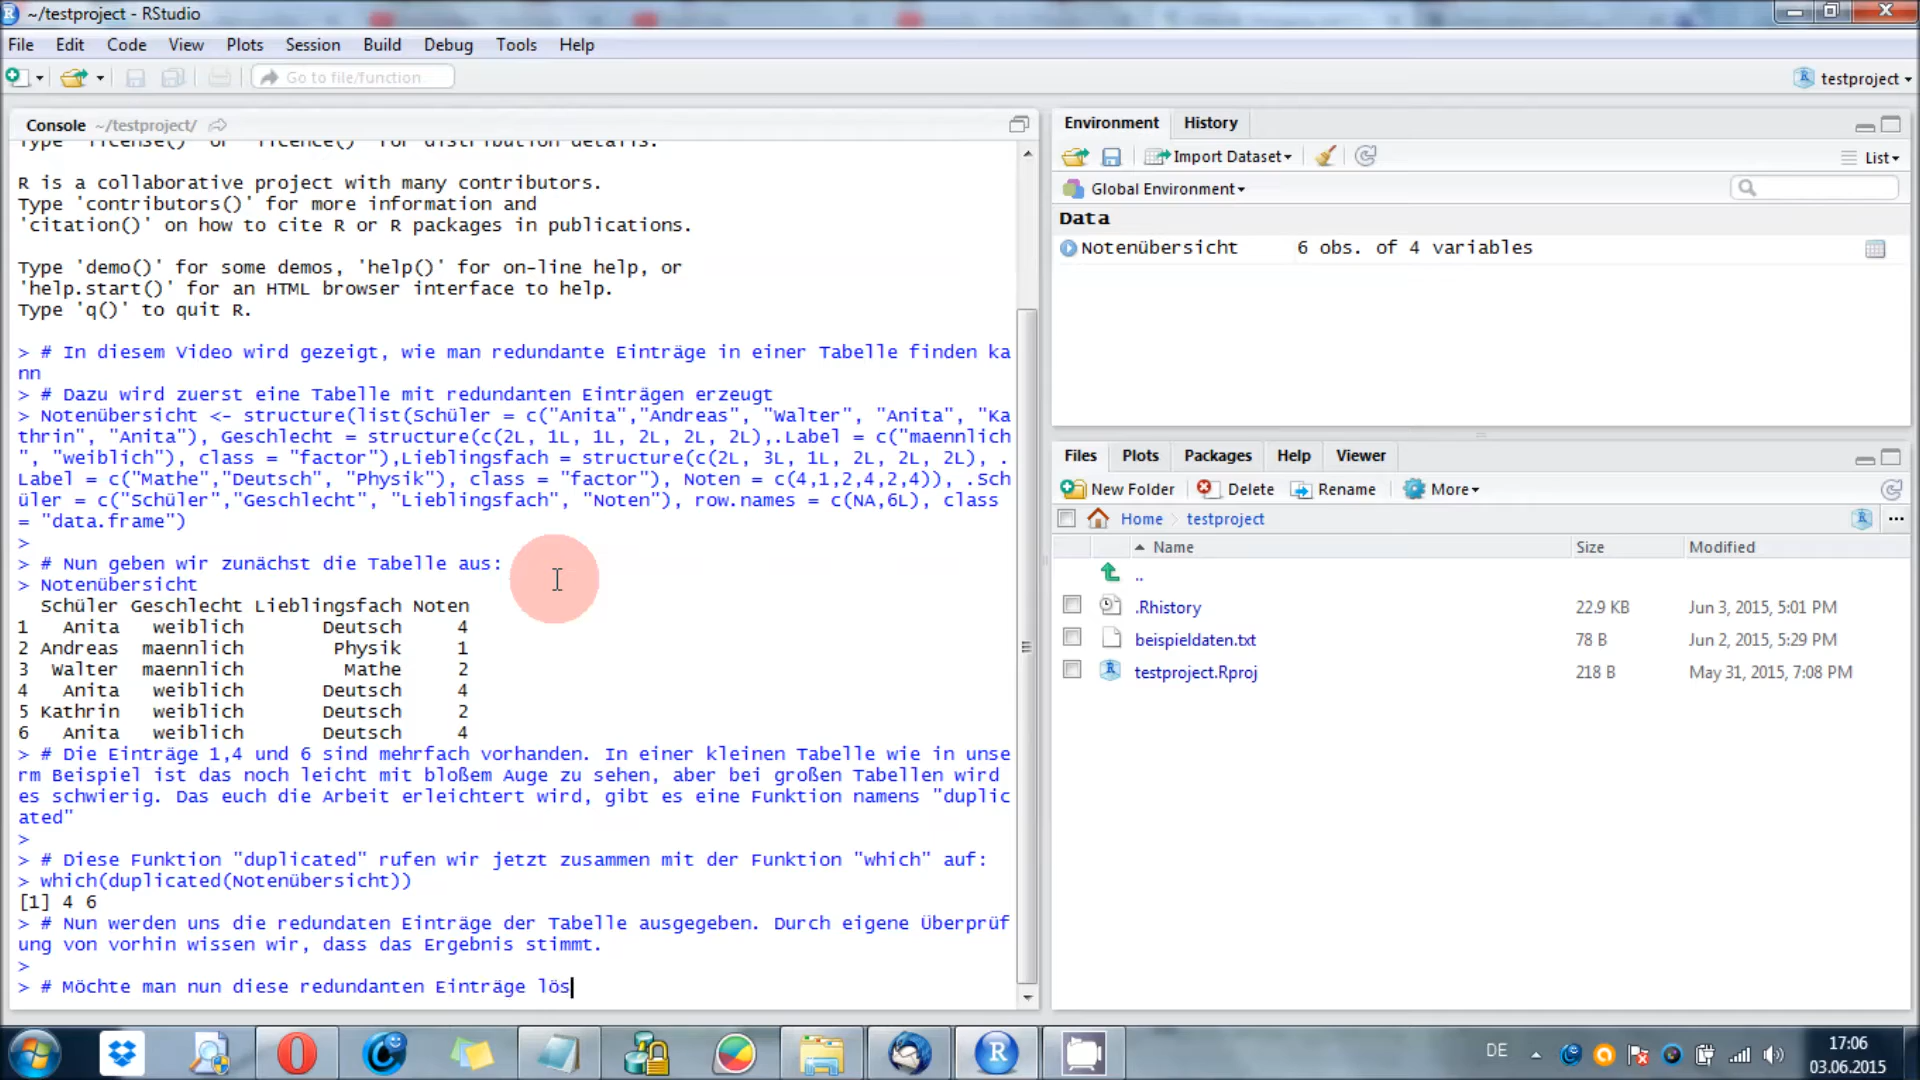 ~/testproject - RStudio
File Edit Code View Plots Session Build Debug Tools Help
Go to file/function
testproject
Console ~/testproject/
Type 'license()' or 'licence()' for distribution details.
R is a collaborative project with many contributors.
Type 'contributors()' for more information and
'citation()' on how to cite R or R packages in publications.
Type 'demo()' for some demos, 'help()' for on-line help, or
'help.start()' for an HTML browser interface to help.
Type 'q()' to quit R.
> # In diesem Video wird gezeigt, wie man redundante Einträge in einer Tabelle finden ka
nn
> # Dazu wird zuerst eine Tabelle mit redundanten Einträgen erzeugt
> Notenübersicht <- structure(list(Schüler = c("Anita","Andreas", "Walter", "Anita", "Ka
thrin", "Anita"), Geschlecht = structure(c(2L, 1L, 1L, 2L, 2L, 2L),.Label = c("maennlich
", "weiblich"), class = "factor"),Lieblingsfach = structure(c(2L, 3L, 1L, 2L, 2L, 2L), .
Label = c("Mathe","Deutsch", "Physik"), class = "factor"), Noten = c(4,1,2,4,2,4)), .Sch
üler = c("Schüler","Geschlecht", "Lieblingsfach", "Noten"), row.names = c(NA,6L), class
= "data.frame")
>
> # Nun geben wir zunächst die Tabelle aus:
> Notenübersicht
Schüler Geschlecht Lieblingsfach Noten
1 Anita weiblich Deutsch 4
2 Andreas maennlich Physik 1
3 Walter maennlich Mathe 2
4 Anita weiblich Deutsch 4
5 Kathrin weiblich Deutsch 2
6 Anita weiblich Deutsch 4
> # Die Einträge 1,4 und 6 sind mehrfach vorhanden. In einer kleinen Tabelle wie in unse
rm Beispiel ist das noch leicht mit bloßem Auge zu sehen, aber bei großen Tabellen wird
es schwierig. Das euch die Arbeit erleichtert wird, gibt es eine Funktion namens "duplic
ated"
>
> # Diese Funktion "duplicated" rufen wir jetzt zusammen mit der Funktion "which" auf:
> which(duplicated(Notenübersicht))
[1] 4 6
> # Nun werden uns die redundaten Einträge der Tabelle ausgegeben. Durch eigene Überprüf
ung von vorhin wissen wir, dass das Ergebnis stimmt.
>
> # Möchte man nun diese redundanten Einträge lös
Environment History
Import Dataset List
Global Environment
Data
Notenübersicht 6 obs. of 4 variables
Files Plots Packages Help Viewer
New Folder Delete Rename More
Home testproject
Name Size Modified
..
.Rhistory 22.9 KB Jun 3, 2015, 5:01 PM
beispieldaten.txt 78 B Jun 2, 2015, 5:29 PM
testproject.Rproj 218 B May 31, 2015, 7:08 PM
DE
17:06
03.06.2015